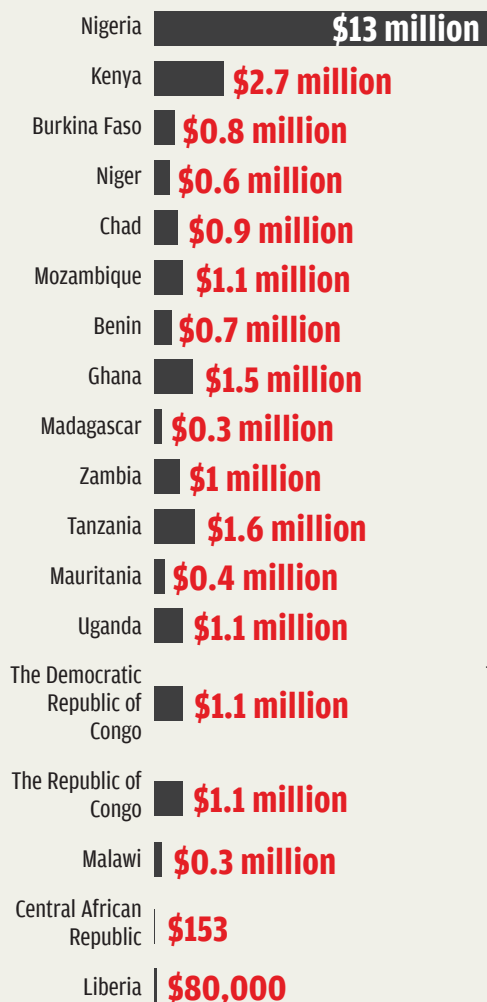 Nigeria $13 million
Kenya $2.7 million
Burkina Faso $0.8 million
Niger $0.6 million
Chad $0.9 million
Mozambique $1.1 million
Benin $0.7 million
Ghana $1.5 million
Madagascar $0.3 million
Zambia $1 million
Tanzania $1.6 million
Mauritania $0.4 million
Uganda $1.1 million
The Democratic
Republic of
Congo
$1.1 million
The Republic of
Congo
$1.1 million
Malawi $0.3 million
Central African
Republic
$153
Liberia $80,000